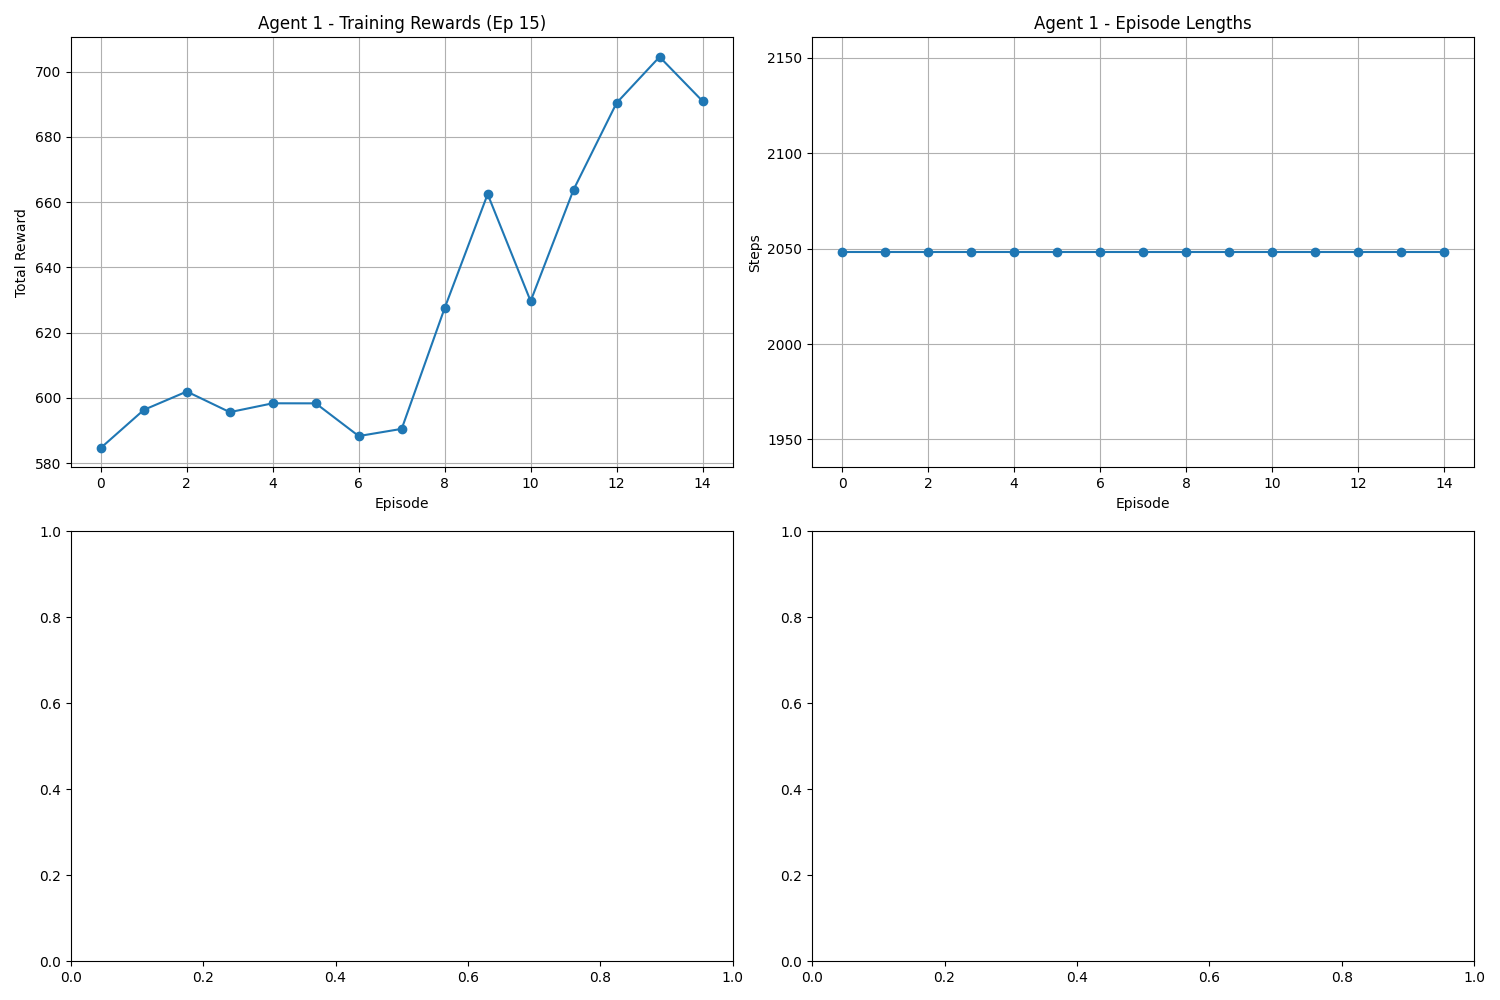 Agent 1 - Training Rewards (Ep 15)
700
680
660
640
620
600
580
Total Reward
0 2 4 6 8 10 12 14
Episode
Agent 1 - Episode Lengths
2150
2100
2050
2000
1950
Steps
0 2 4 6 8 10 12 14
Episode
1.0
0.8
0.6
0.4
0.2
0.0
0.0 0.2 0.4 0.6 0.8 1.0
1.0
0.8
0.6
0.4
0.2
0.0
0.0 0.2 0.4 0.6 0.8 1.0